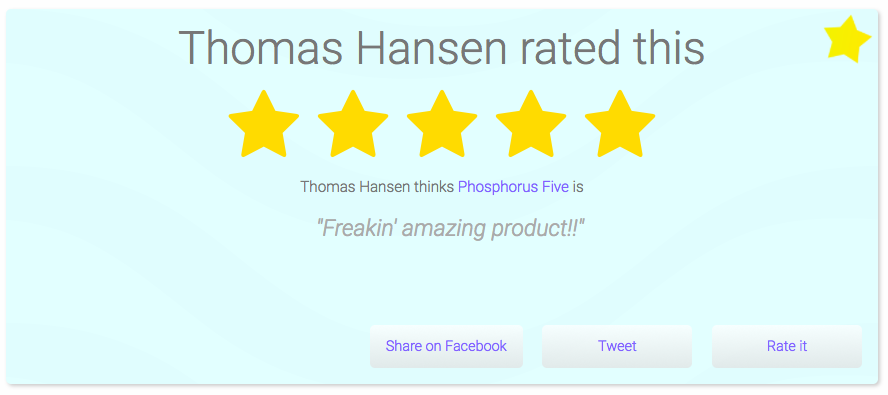 Thomas Hansen rated this
Thomas Hansen thinks Phosphorus Five is
"Freakin' amazing product!!"
Share on Facebook
Tweet
Rate it